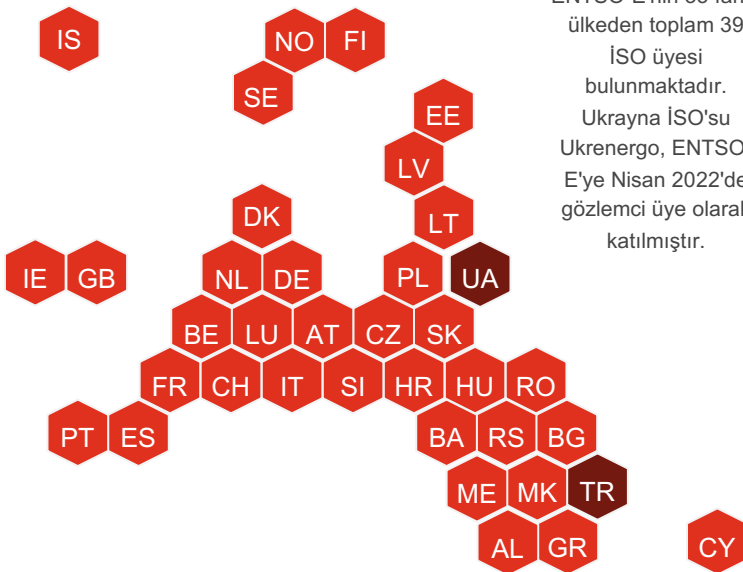 ülkeden toplam 39
IS
NO
FI
İSO üyesi
bulunmaktadır.
SE
EE
Ukrayna İSO'su
Ukrenergo, ENTSO
LV
E'ye Nisan 2022'de
DK
LT
gözlemci üye olarak
katılmıştır.
IE
GB
NL
DE
PL
UA
BE
LU
AT
CZ
SK
FR
CH
IT
SI
HR
HU
RO
PT
ES
BA
RS
BG
ME
MK
TR
AL
GR
CY